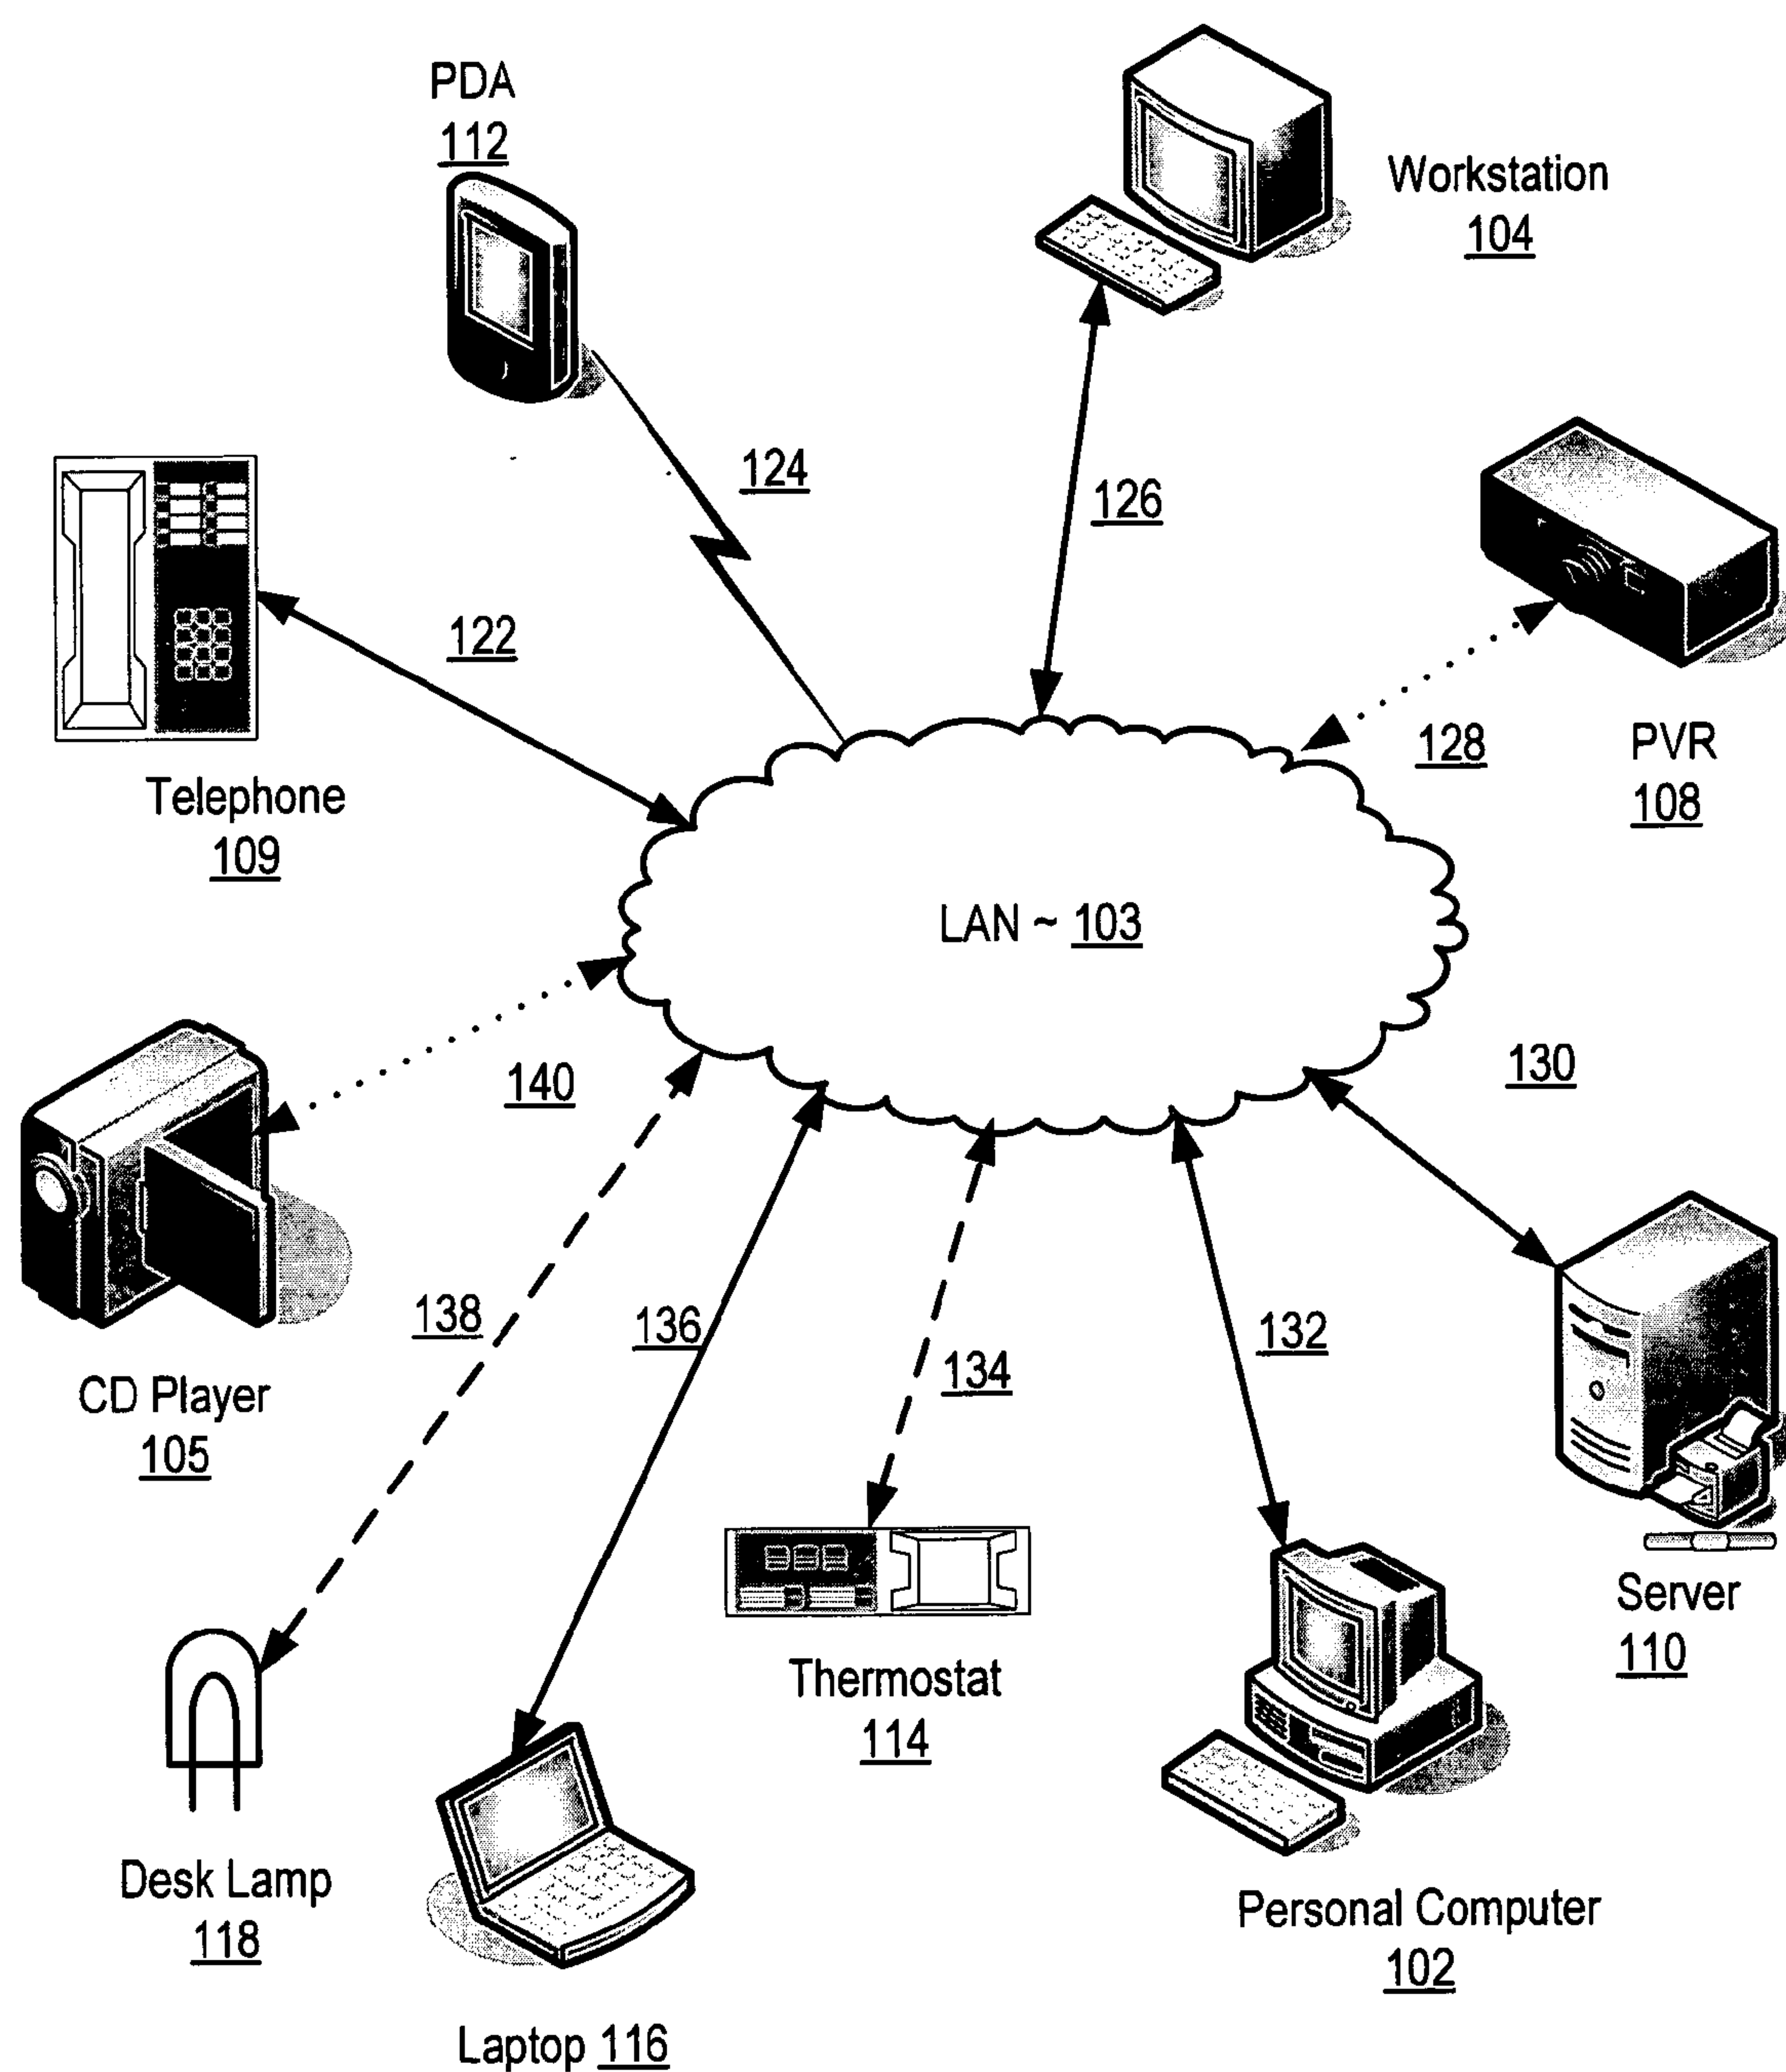 PDA
112
Workstation
104
124
126
122
128
PVR
108
Telephone
109
LAN ~ 103
130
140
138
136
134
132
CD Player
105
Server
110
Thermostat
114
Desk Lamp
118
Personal Computer
102
Laptop 116